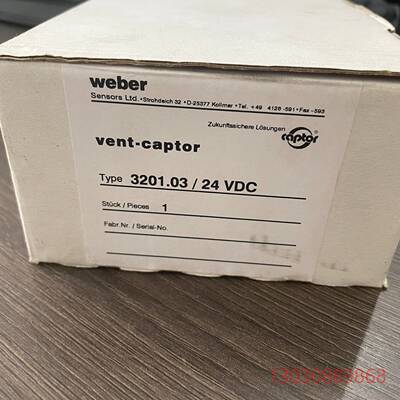 weber
Sensors Ltd. • Strohdeich 32 • D-25377 Kollmar • Tel. +49 4128 -591 • Fax -593
Zukunftssichere Lösungen
captor
vent-captor
Type 3201.03 / 24 VDC
Stück / Pieces 1
Fabr.Nr. / Serial-No.